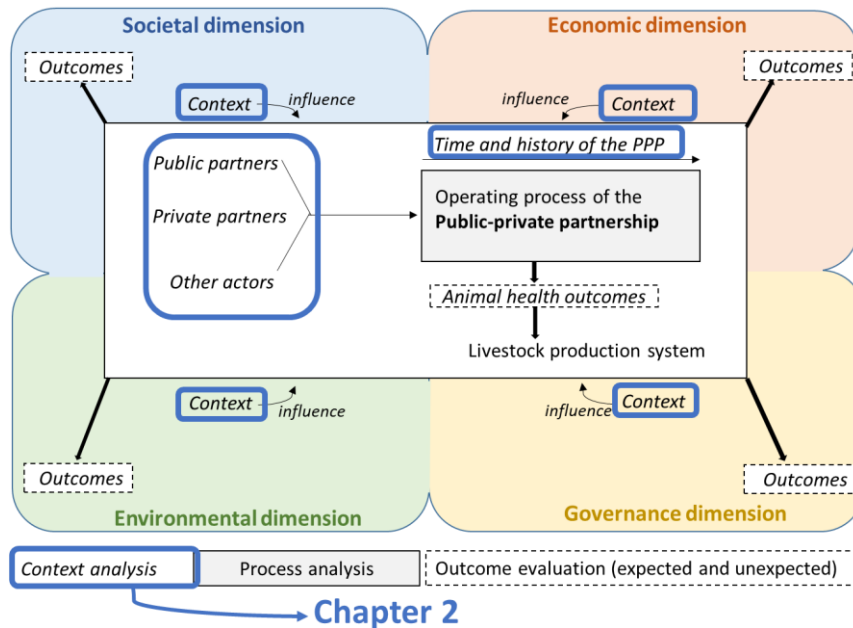 Societal dimension
Economic dimension
Outcomes
Outcomes
Context
influence
influence
Context
Time and history of the PPP
Public partners
Private partners
Other actors
Operating process of the
Public-private partnership
Animal health outcomes
Livestock production system
Context
influence
influence
Context
Outcomes
Outcomes
Environmental dimension
Governance dimension
Context analysis
Process analysis
Outcome evaluation (expected and unexpected)
Chapter 2